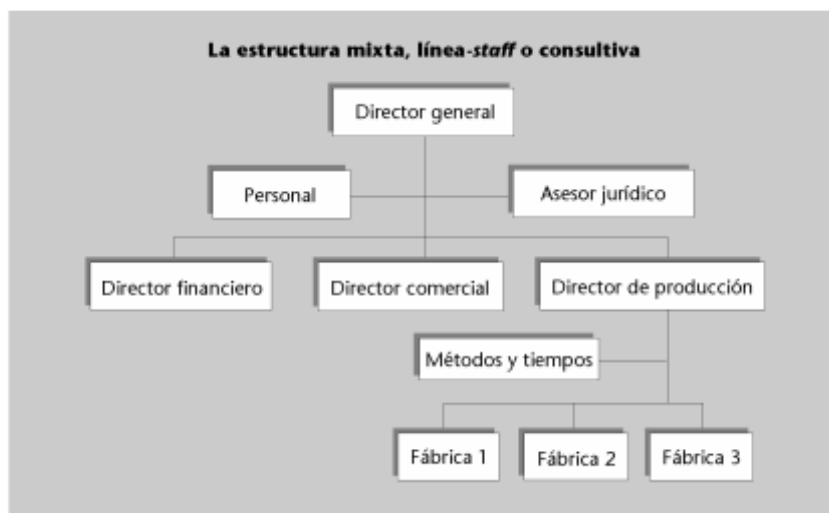 La estructura mixta, línea-staff o consultiva
Director general
Personal
Asesor jurídico
Director financiero
Director comercial
Director de producción
Métodos y tiempos
Fábrica 1
Fábrica 2
Fábrica 3